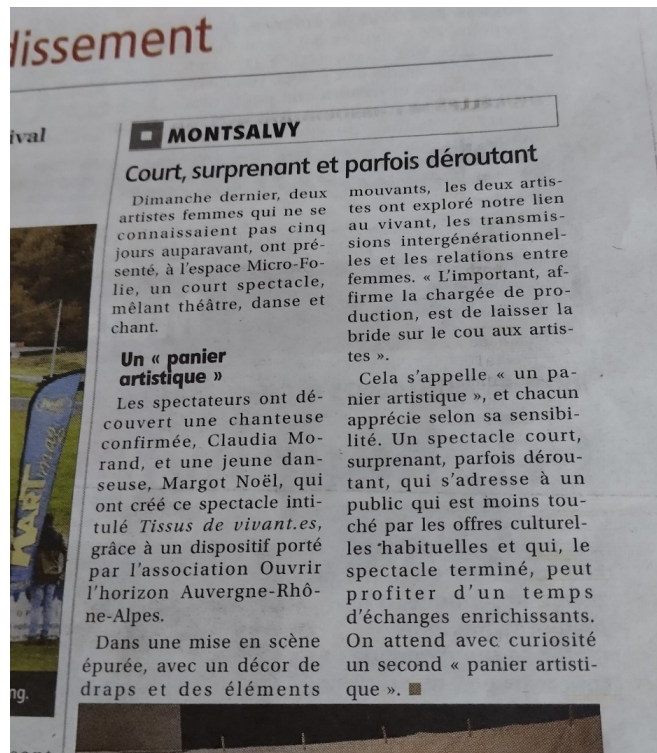 dissement
ival
MONTSALVY
Court, surprenant et parfois déroutant
Dimanche dernier, deux
artistes femmes qui ne se
connaissaient pas cinq
jours auparavant, ont pré-
senté, à l'espace Micro-Fo-
lie, un court spectacle,
mêlant théâtre, danse et
chant.
Un « panier
artistique »
Les spectateurs ont dé-
couvert une chanteuse
confirmée, Claudia Mo-
rand, et une jeune dan-
seuse, Margot Noël, qui
ont créé ce spectacle inti-
tulé Tissus de vivant.es,
grâce à un dispositif porté
par l'association Ouvrir
l'horizon Auvergne-Rhô-
ne-Alpes.
Dans une mise en scène
épurée, avec un décor de
draps et des éléments
mouvants, les deux artis-
tes ont exploré notre lien
au vivant, les transmis-
sions intergénérationnel-
les et les relations entre
femmes. « L'important, af-
firme la chargée de pro-
duction, est de laisser la
bride sur le cou aux artis-
tes ».
Cela s'appelle « un pa-
nier artistique », et chacun
apprécie selon sa sensibi-
lité. Un spectacle court,
surprenant, parfois dérou-
tant, qui s'adresse à un
public qui est moins tou-
ché par les offres culturel-
les habituelles et qui, le
spectacle terminé, peut
profiter d'un temps
d'échanges enrichissants.
On attend avec curiosité
un second « panier artisti-
que ».
ng.